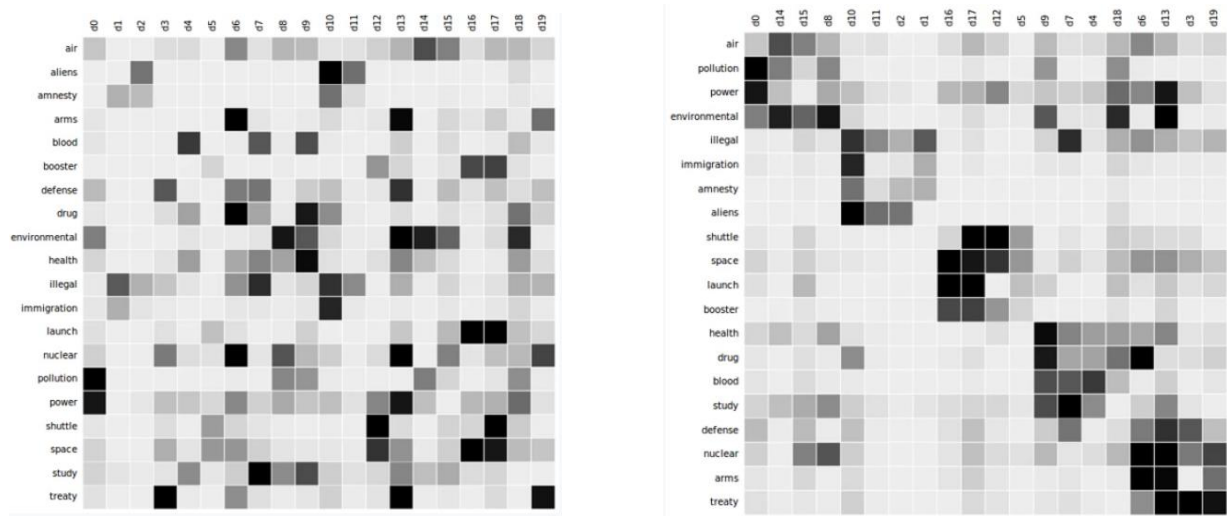 d0 d1 d2 d3 d4 d5 d6 d7 d8 d9 d10 d11 d12 d13 d14 d15 d16 d17 d18 d19
air
aliens
amnesty
arms
blood
booster
defense
drug
environmental
health
illegal
immigration
launch
nuclear
pollution
power
shuttle
space
study
treaty
d0 d14 d15 d8 d10 d11 d2 d1 d16 d17 d12 d5 d9 d7 d4 d18 d6 d13 d3 d19
air
pollution
power
environmental
illegal
immigration
amnesty
aliens
shuttle
space
launch
booster
health
drug
blood
study
defense
nuclear
arms
treaty